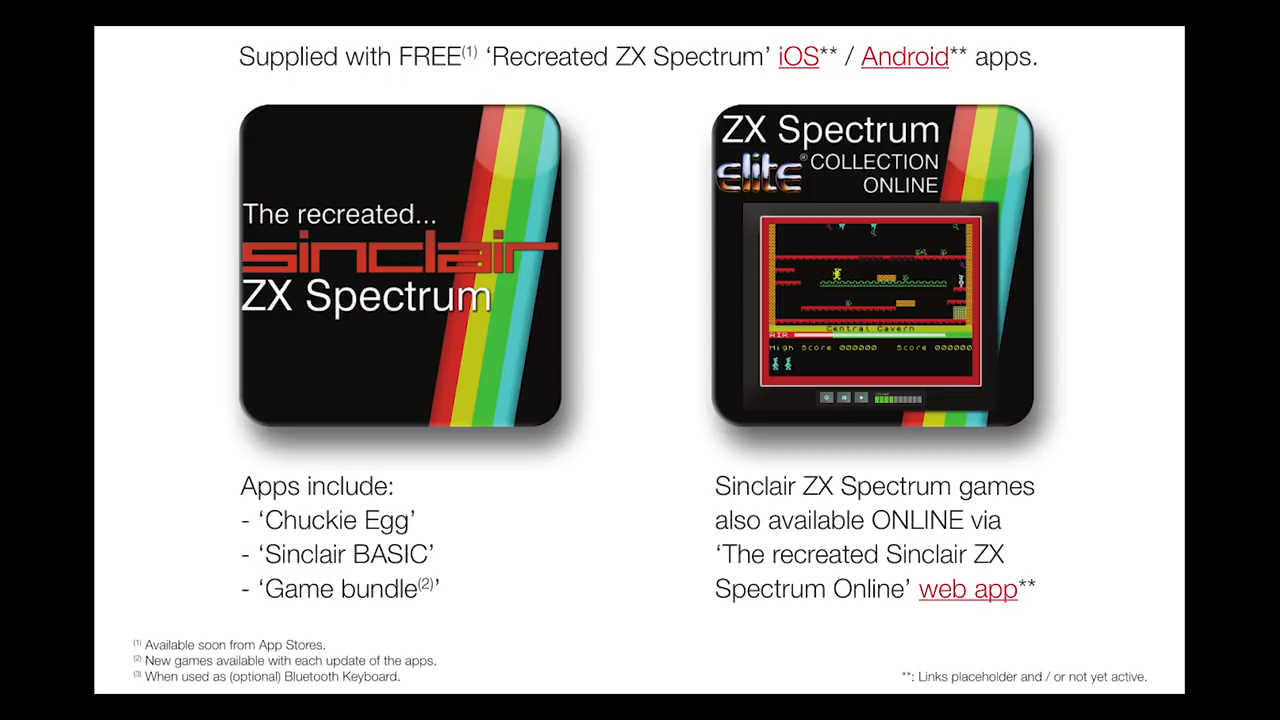 Supplied with FREE(1) ‘Recreated ZX Spectrum’ iOS** / Android** apps.
The recreated...
sinclair
ZX Spectrum
ZX Spectrum
elite® COLLECTION
ONLINE
Central Cavern
AIR
High Score 000000 Score 000000
Apps include:
- ‘Chuckie Egg’
- ‘Sinclair BASIC’
- ‘Game bundle(2)’
Sinclair ZX Spectrum games
also available ONLINE via
‘The recreated Sinclair ZX
Spectrum Online’ web app**
(1) Available soon from App Stores.
(2) New games available with each update of the apps.
(3) When used as (optional) Bluetooth Keyboard.
**: Links placeholder and / or not yet active.